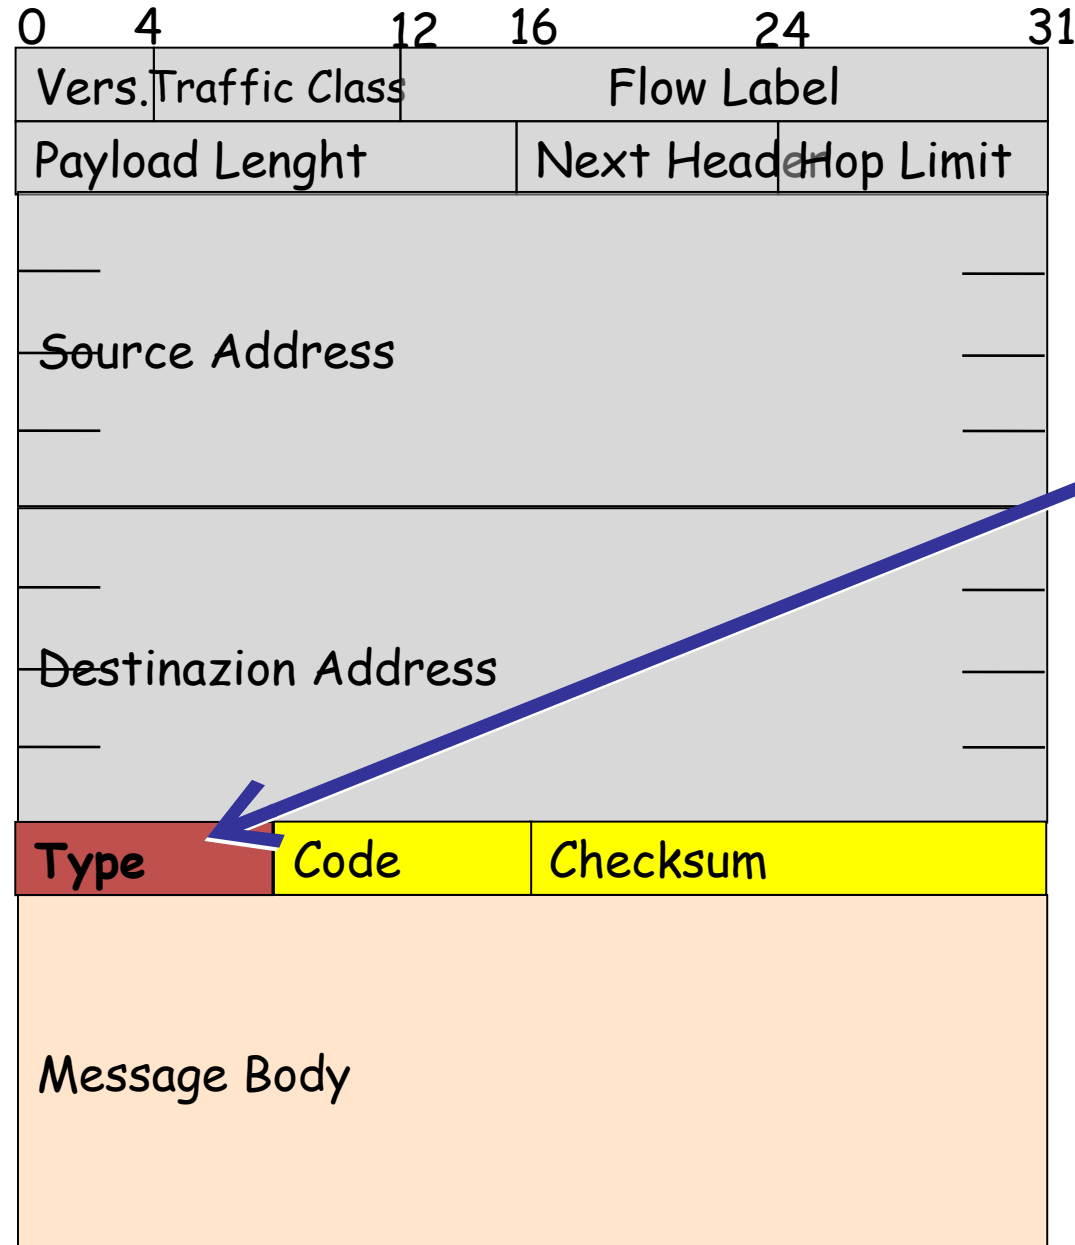 0 4 12 16 24 31
Vers. Traffic Class Flow Label
Payload Lenght Next Header Hop Limit
Source Address
Destinazion Address
Type Code Checksum
Message Body